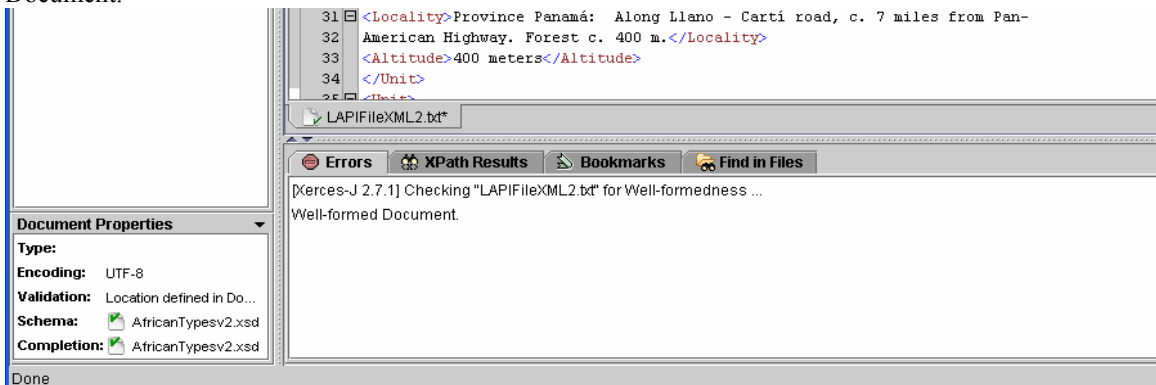 Document.
31 <Locality>Province Panamá:  Along Llano - Cartí road, c. 7 miles from Pan-
32 American Highway. Forest c. 400 m.</Locality>
33 <Altitude>400 meters</Altitude>
34 </Unit>
35 <Unit>
LAPIFileXML2.txt*
Errors XPath Results Bookmarks Find in Files
[Xerces-J 2.7.1] Checking "LAPIFileXML2.txt" for Well-formedness ...
Well-formed Document.
Document Properties
Type:
Encoding: UTF-8
Validation: Location defined in Do...
Schema: AfricanTypesv2.xsd
Completion: AfricanTypesv2.xsd
Done